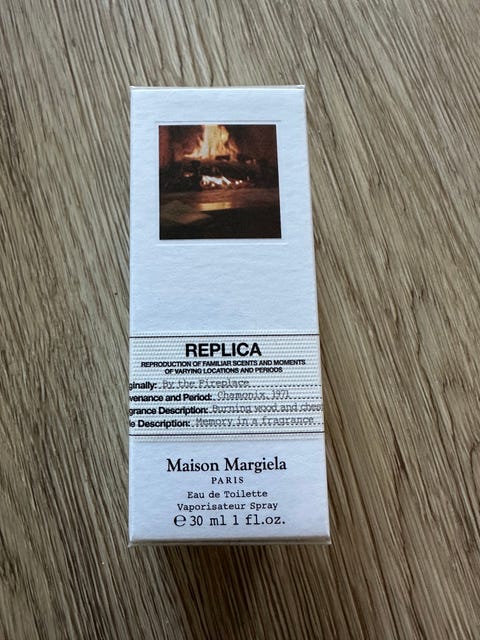 REPLICA
REPRODUCTION OF FAMILIAR SCENTS AND MOMENTS
OF VARYING LOCATIONS AND PERIODS
ginally: By the Fireplace
venance and Period: Chamonix, 1971
grance Description: Burning wood and ches
le Description: Memory in a fragrance
Maison Margiela
PARIS
Eau de Toilette
Vaporisateur Spray
℮ 30 ml 1 fl.oz.